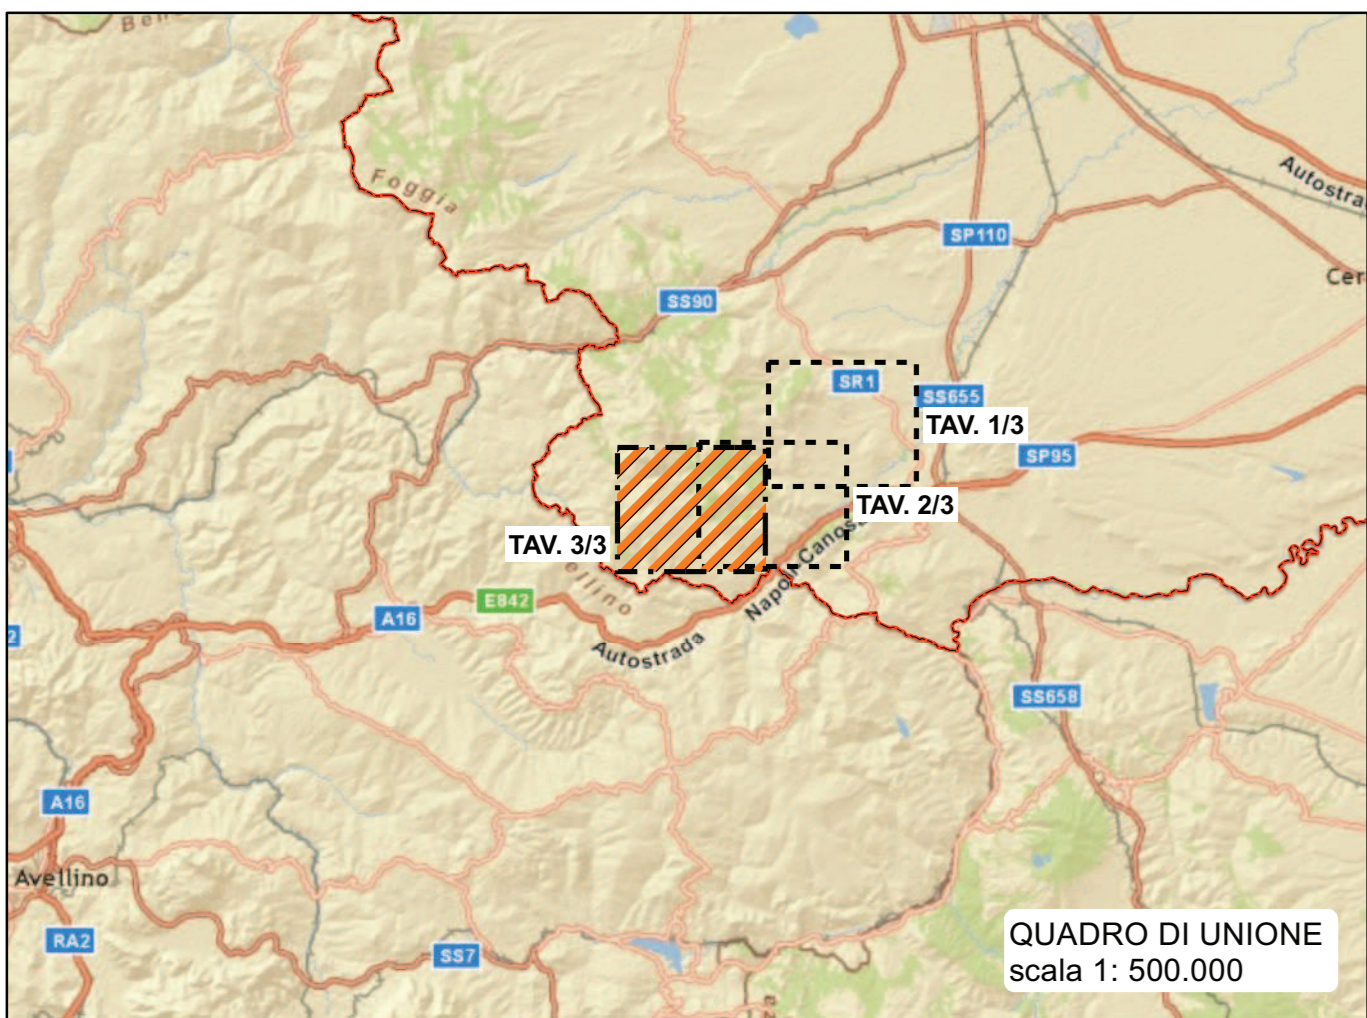 Foggia
Autostra
SP110
Cer
SS90
SR1
SS655
TAV. 1/3
SP95
TAV. 2/3
TAV. 3/3
Napoli Canosa
ellino
E842
A16
Autostrada
SS658
A16
Avellino
RA2
SS7
QUADRO DI UNIONE
scala 1: 500.000